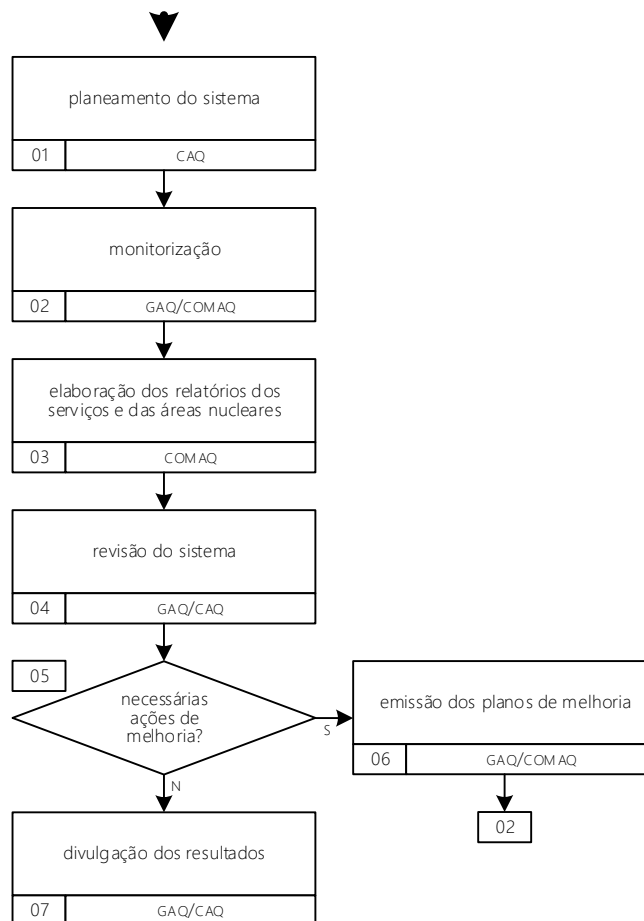 planeamento do sistema
01
CAQ
monitorização
02
GAQ/COMAQ
elaboração dos relatórios dos
serviços e das áreas nucleares
03
COMAQ
revisão do sistema
04
GAQ/CAQ
05
necessárias
ações de
melhoria?
S
emissão dos planos de melhoria
06
GAQ/COMAQ
02
N
divulgação dos resultados
07
GAQ/CAQ